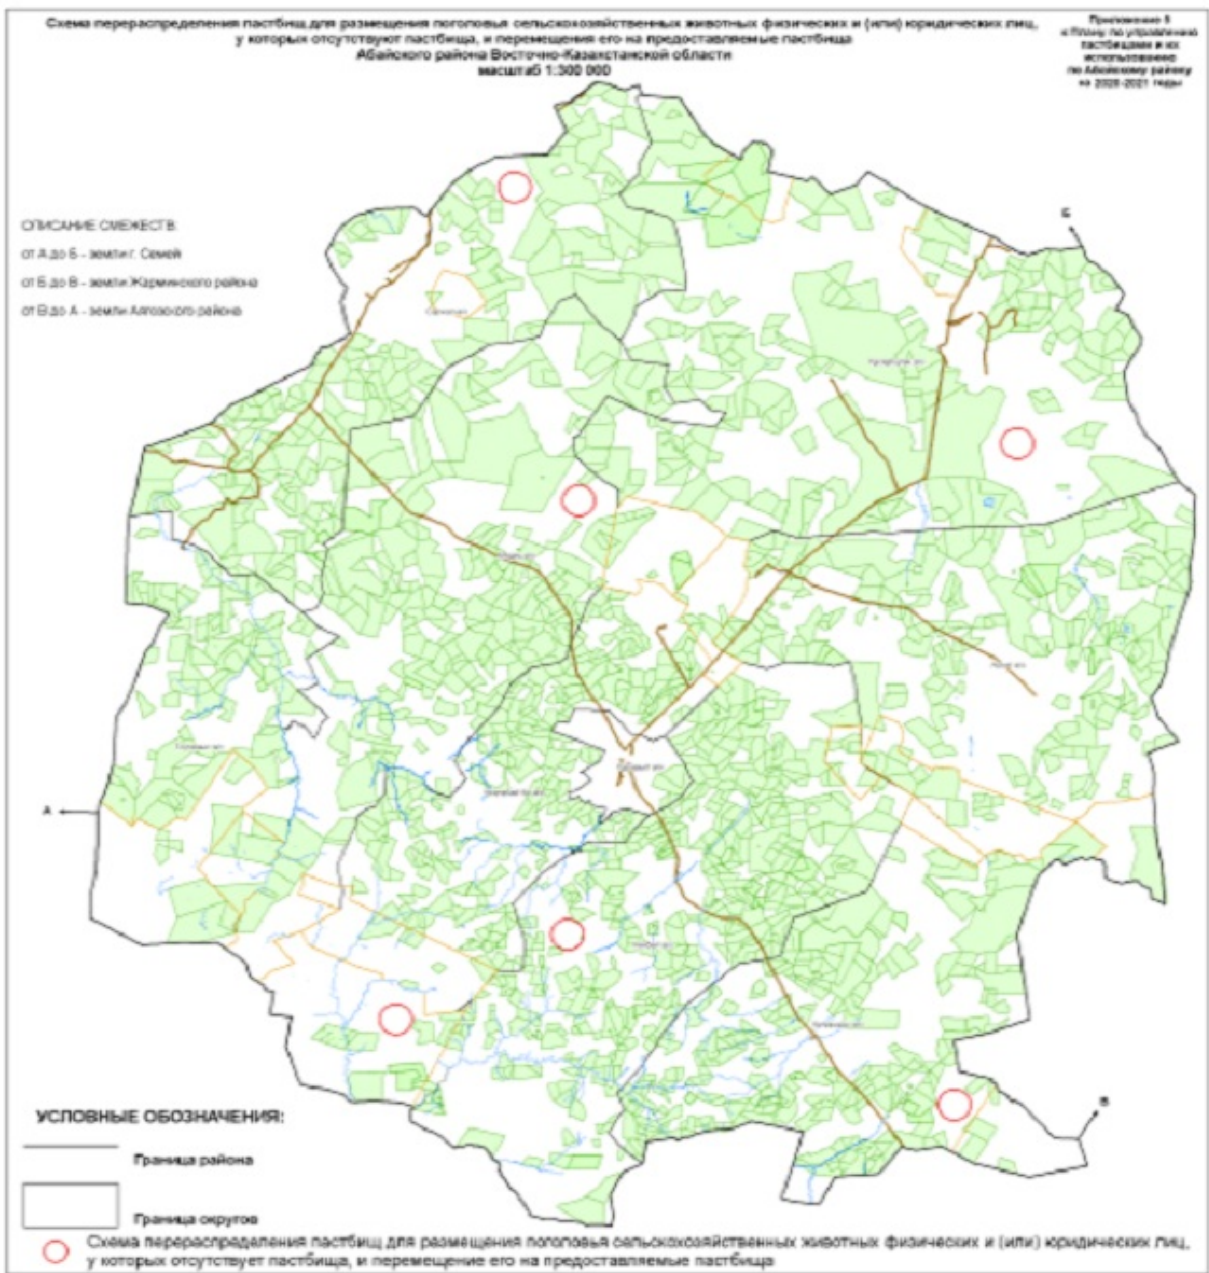 Схема перераспределения пастбищ для размещения поголовья сельскохозяйственных животных физических и (или) юридических лиц,
у которых отсутствуют пастбища, и перемещения его на предоставляемые пастбища
Абайского района Восточно-Казахстанской области
масштаб 1:300 000
Приложение 5
к Плану по управлению
пастбищами и их
использованию
по Абайскому району
на 2020-2021 годы
ОПИСАНИЕ СМЕЖЕСТВ:
от А до Б - земли г. Семей
от Б до В - земли Жарминского района
от В до А - земли Аягозского района
Б
А
В
УСЛОВНЫЕ ОБОЗНАЧЕНИЯ:
Граница района
Граница округов
Схема перераспределения пастбищ для размещения поголовья сельскохозяйственных животных физических и (или) юридических лиц,
у которых отсутствует пастбища, и перемещение его на предоставляемые пастбища